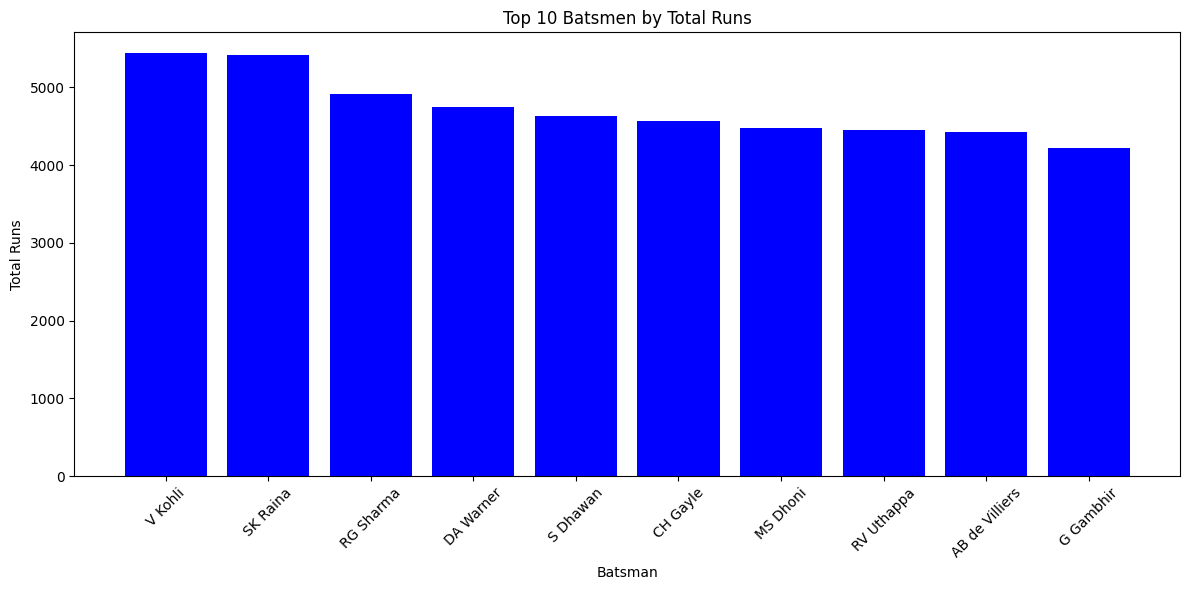 Top 10 Batsmen by Total Runs
Total Runs
5000
4000
3000
2000
1000
0
V Kohli
SK Raina
RG Sharma
DA Warner
S Dhawan
CH Gayle
MS Dhoni
RV Uthappa
AB de Villiers
G Gambhir
Batsman